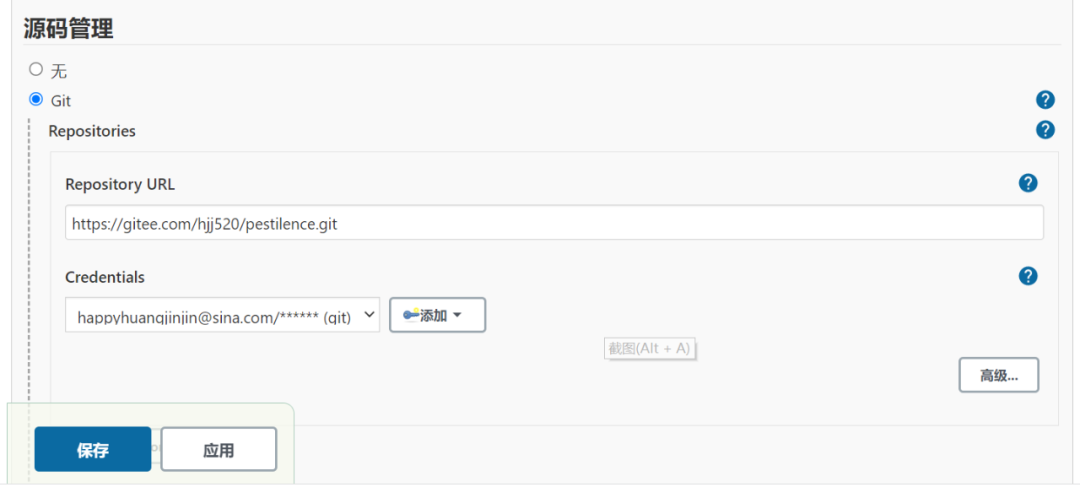 源码管理
无
Git
Repositories
Repository URL
https://gitee.com/hjj520/pestilence.git
Credentials
happyhuangjinjin@sina.com/****** (git)
添加
截图(Alt + A)
高级...
保存
应用